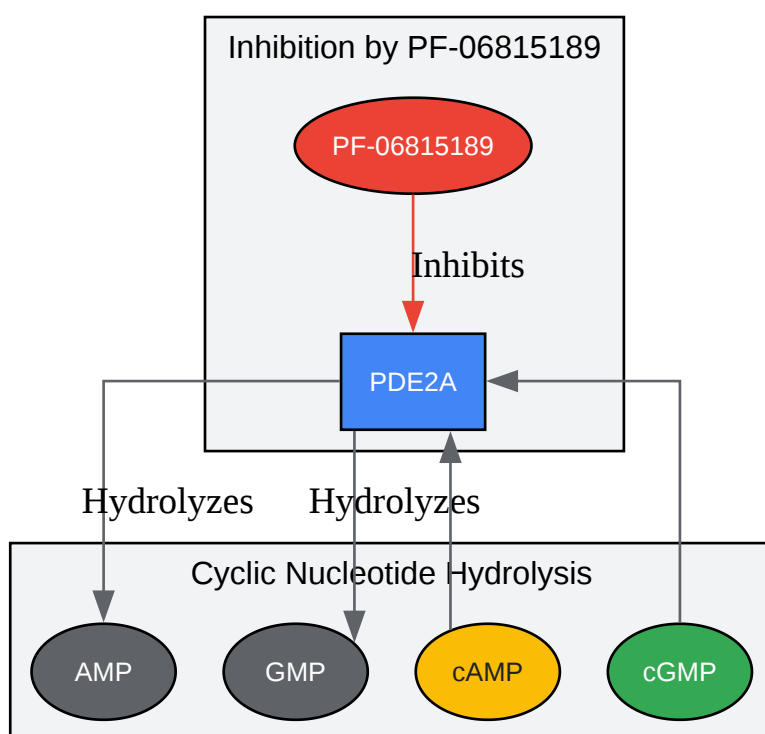 Inhibition by PF-06815189
PF-06815189
Inhibits
PDE2A
Hydrolyzes
Hydrolyzes
Cyclic Nucleotide Hydrolysis
AMP
GMP
cAMP
cGMP